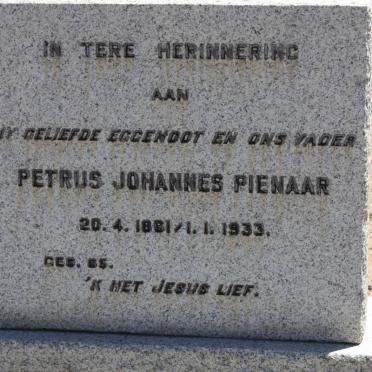 IN TERE HERINNERING
AAN
MY GELIEFDE EGGENOOT EN ONS VADER
PETRUS JOHANNES PIENAAR
20.4.1861/1.1.1933.
GES. 65.
'K HET JESUS LIEF.